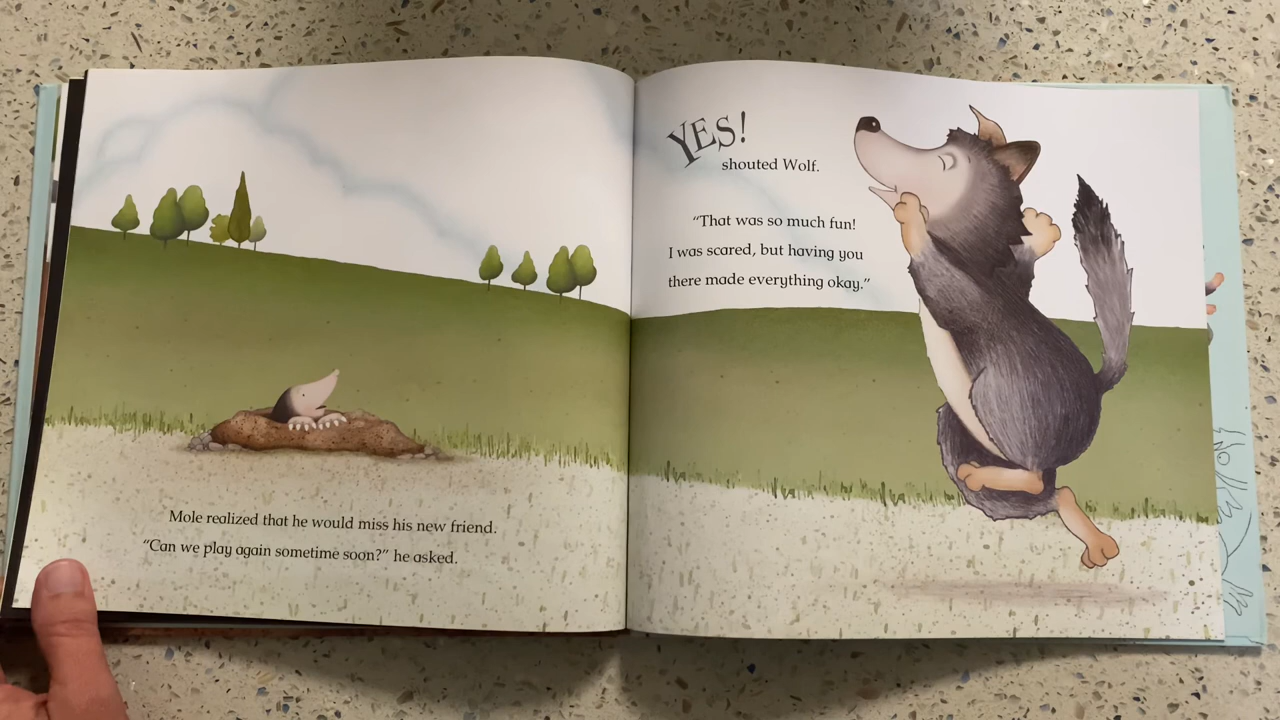 Mole realized that he would miss his new friend.
“Can we play again sometime soon?” he asked.
YES!
shouted Wolf.
“That was so much fun!
I was scared, but having you
there made everything okay.”